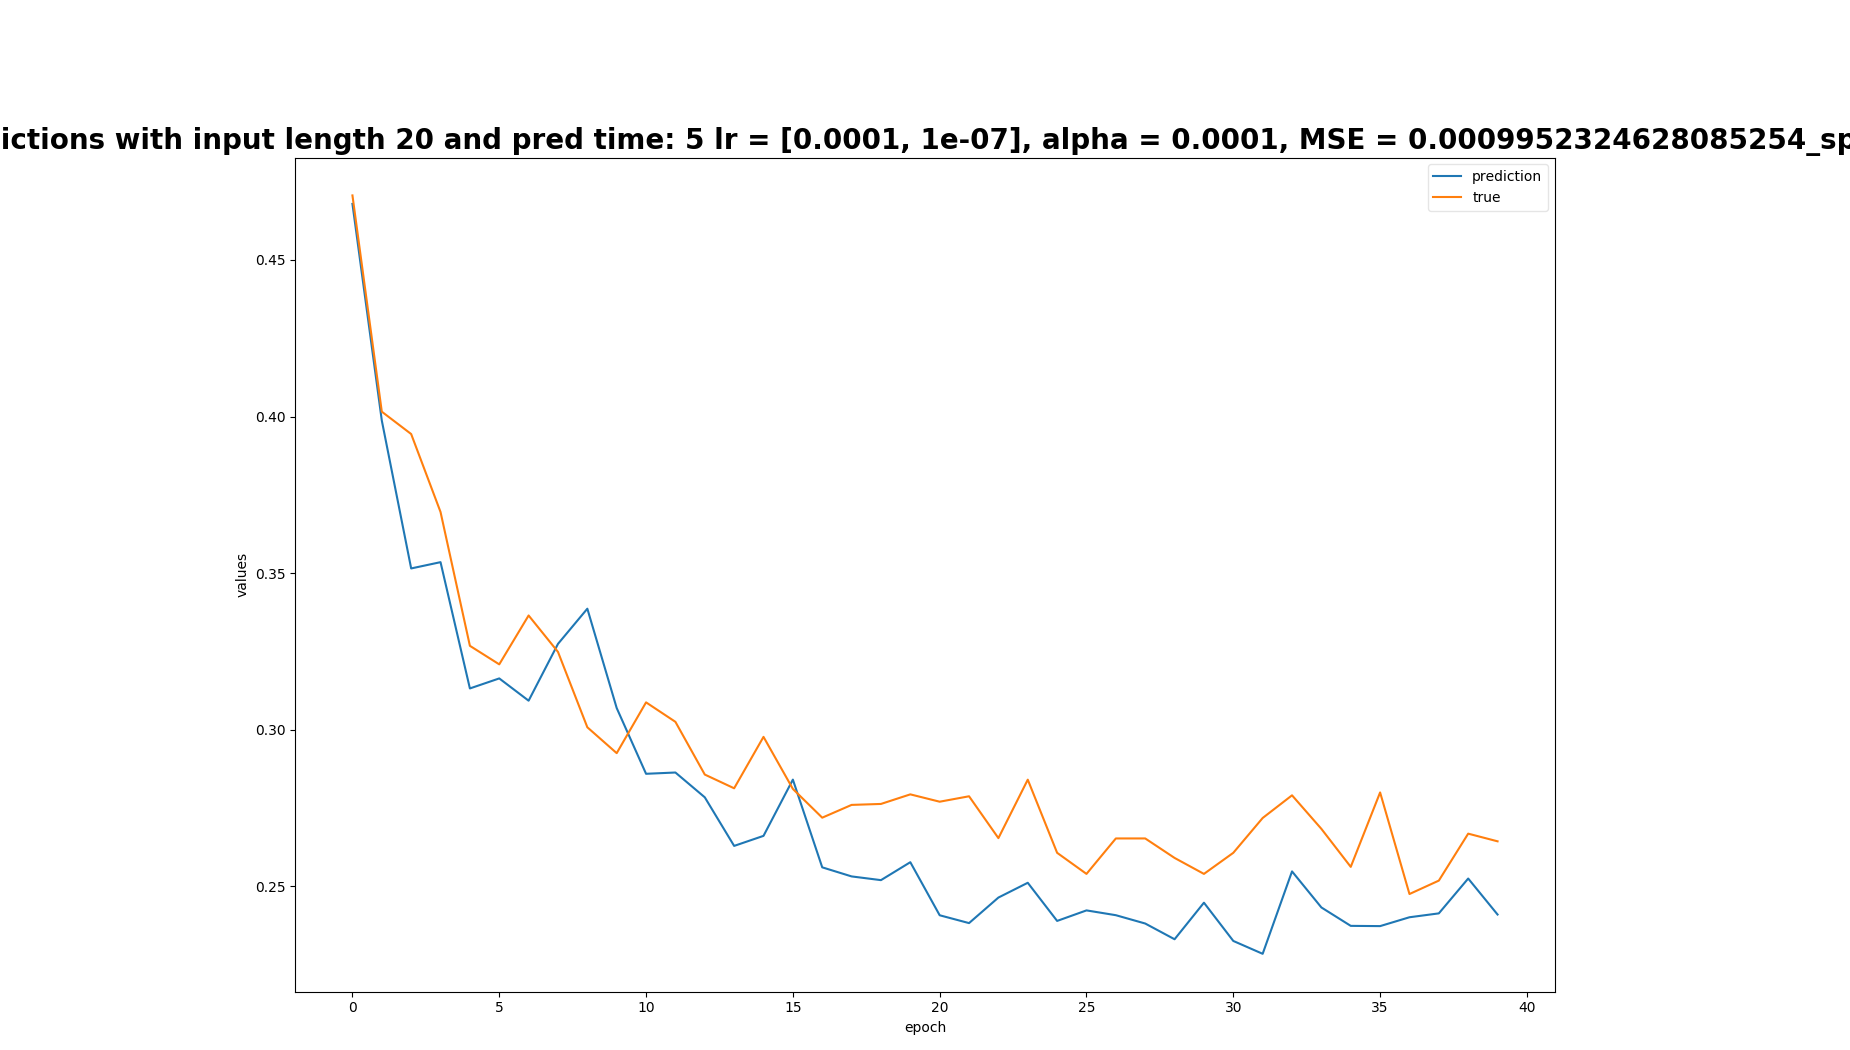 ictions with input length 20 and pred time: 5 lr = [0.0001, 1e-07], alpha = 0.0001, MSE = 0.0009952324628085254_sp
prediction
true
0.45
0.40
0.35
0.30
0.25
values
0 5 10 15 20 25 30 35 40
epoch